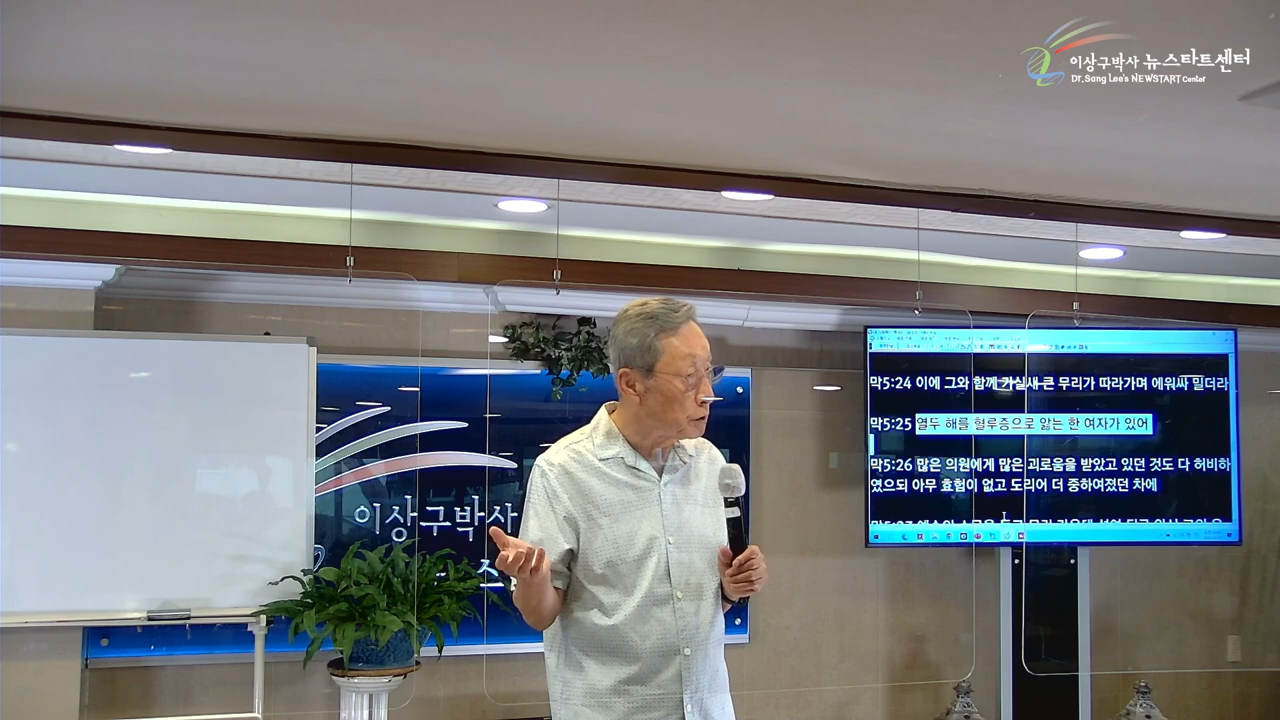 이상구박사 뉴스타트센터
Dr. Sang Lee's NEWSTART Center
막5:24 이에 그와 함께 가실새 큰 무리가 따라가며 에워싸 밀더라
막5:25 열두 해를 혈루증으로 앓는 한 여자가 있어
막5:26 많은 의원에게 많은 괴로움을 받았고 있던 것도 다 허비하
였으되 아무 효험이 없고 도리어 더 중하여졌던 차에
이상구박사